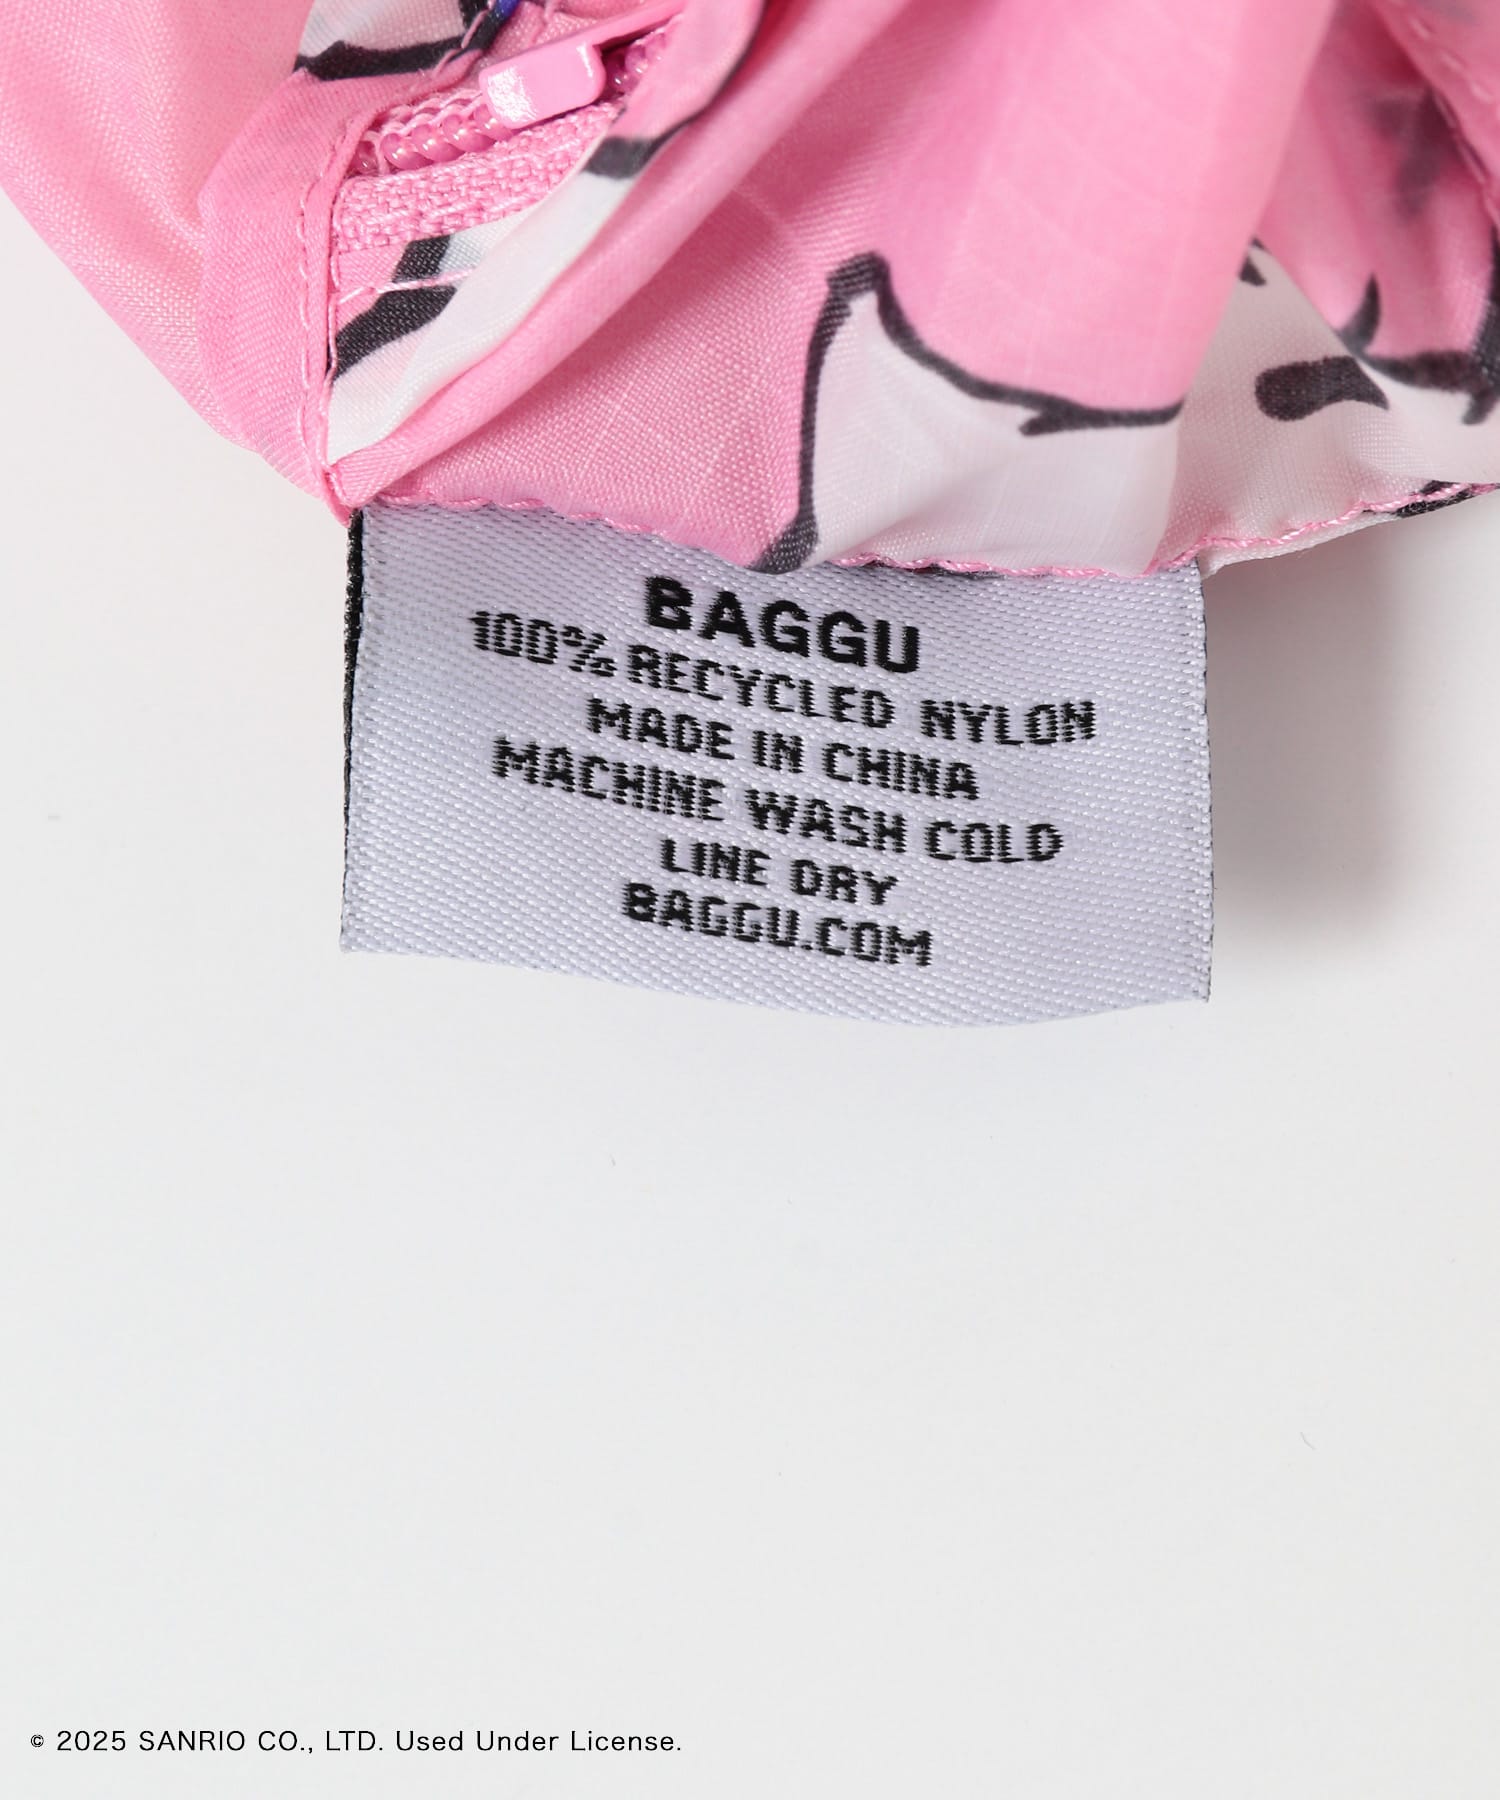 BAGGU
100% RECYCLED NYLON
MADE IN CHINA
MACHINE WASH COLD
LINE DRY
BAGGU.COM
© 2025 SANRIO CO., LTD. Used Under License.